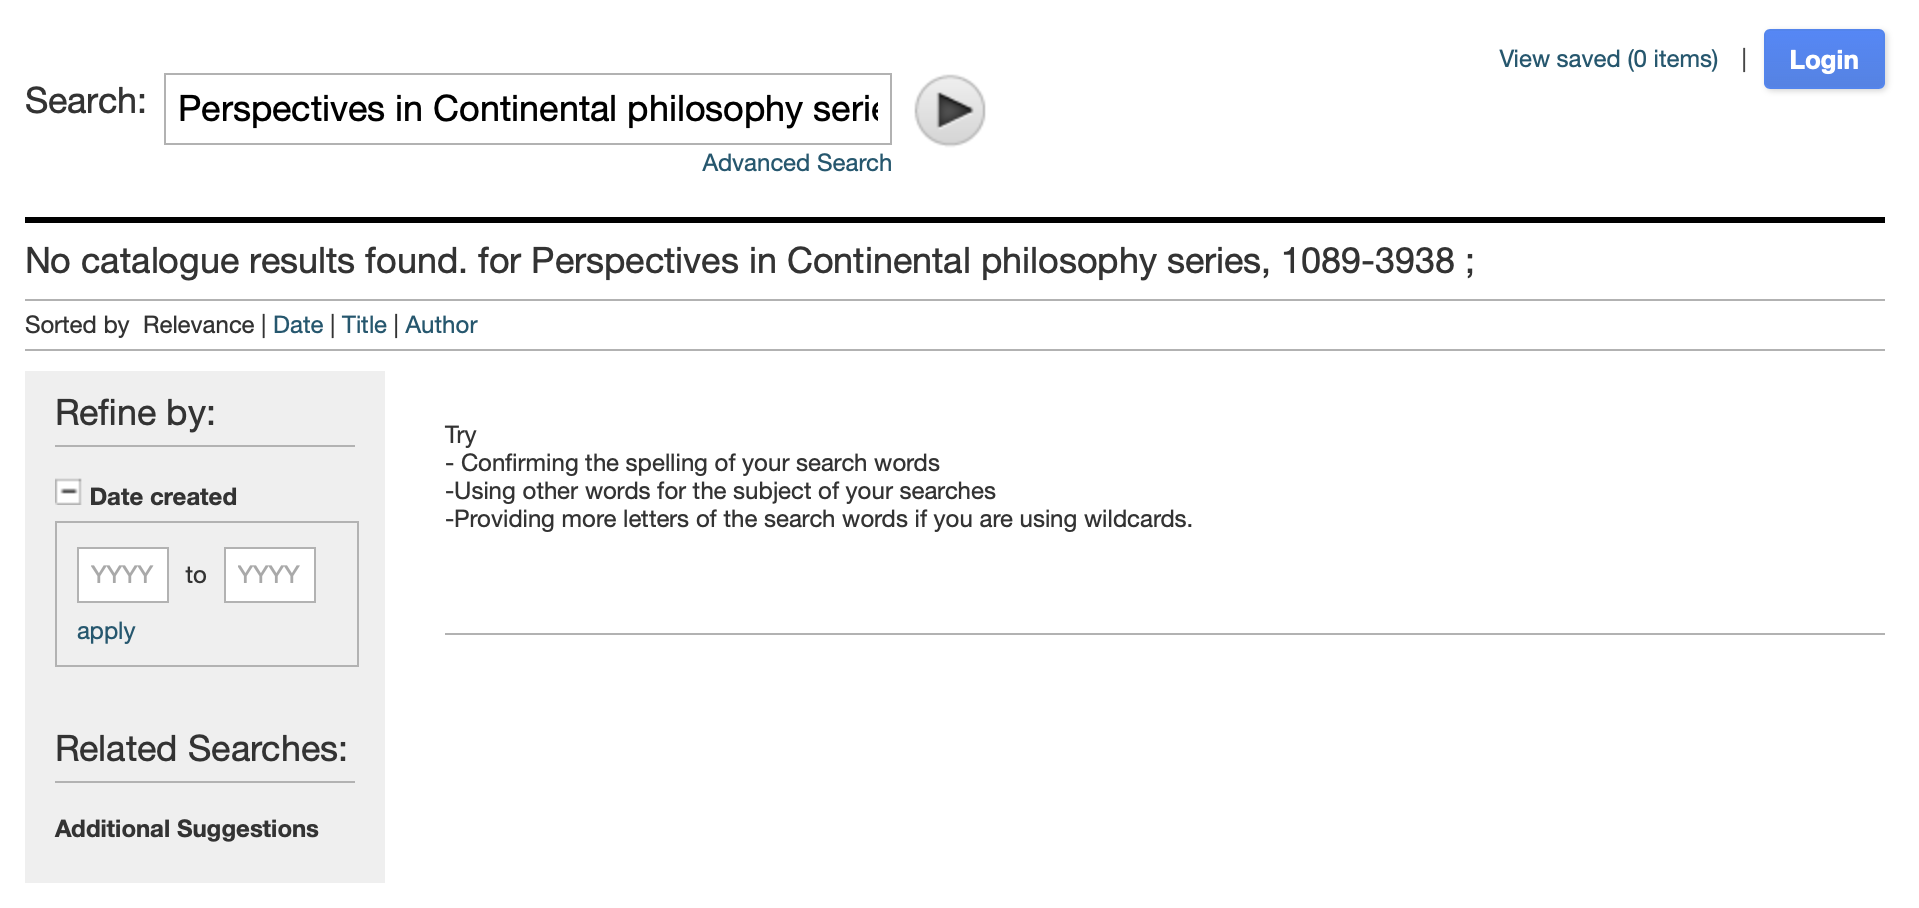 View saved (0 items) | Login
Search: Perspectives in Continental philosophy serie
Advanced Search
No catalogue results found. for Perspectives in Continental philosophy series, 1089-3938 ;
Sorted by Relevance | Date | Title | Author
Refine by:
Date created
YYYY to YYYY
apply
Related Searches:
Additional Suggestions
Try
- Confirming the spelling of your search words
-Using other words for the subject of your searches
-Providing more letters of the search words if you are using wildcards.